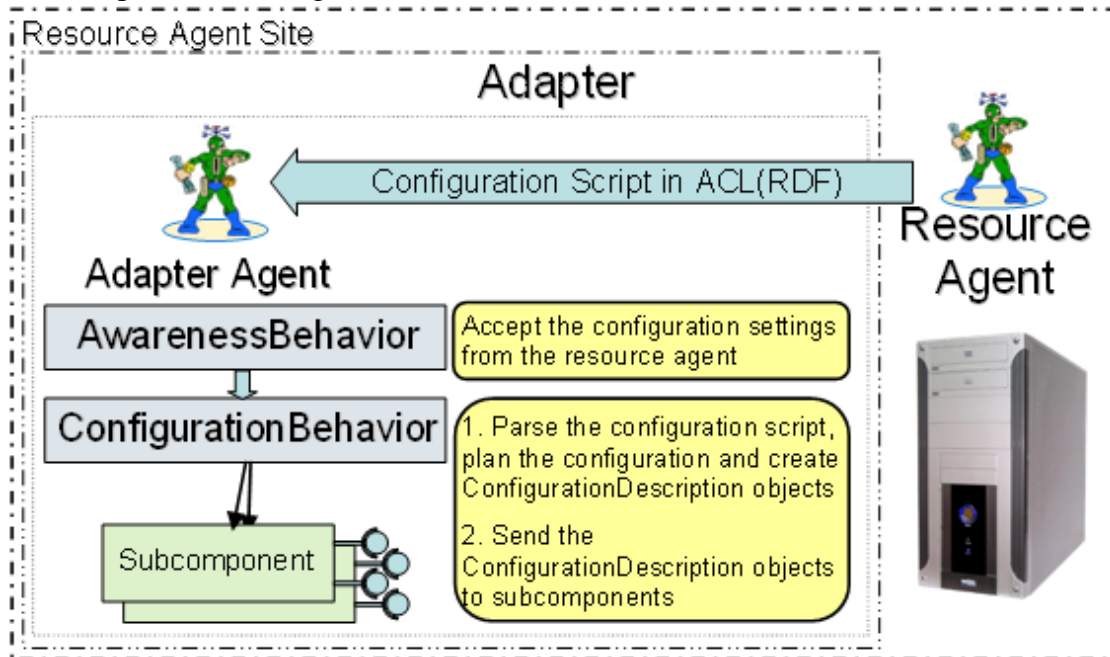 Resource Agent Site
Adapter
Configuration Script in ACL(RDF)
Resource
Agent
Adapter Agent
AwarenessBehavior
Accept the configuration settings
from the resource agent
ConfigurationBehavior
1. Parse the configuration script,
plan the configuration and create
ConfigurationDescription objects
2. Send the
ConfigurationDescription objects
to subcomponents
Subcomponent